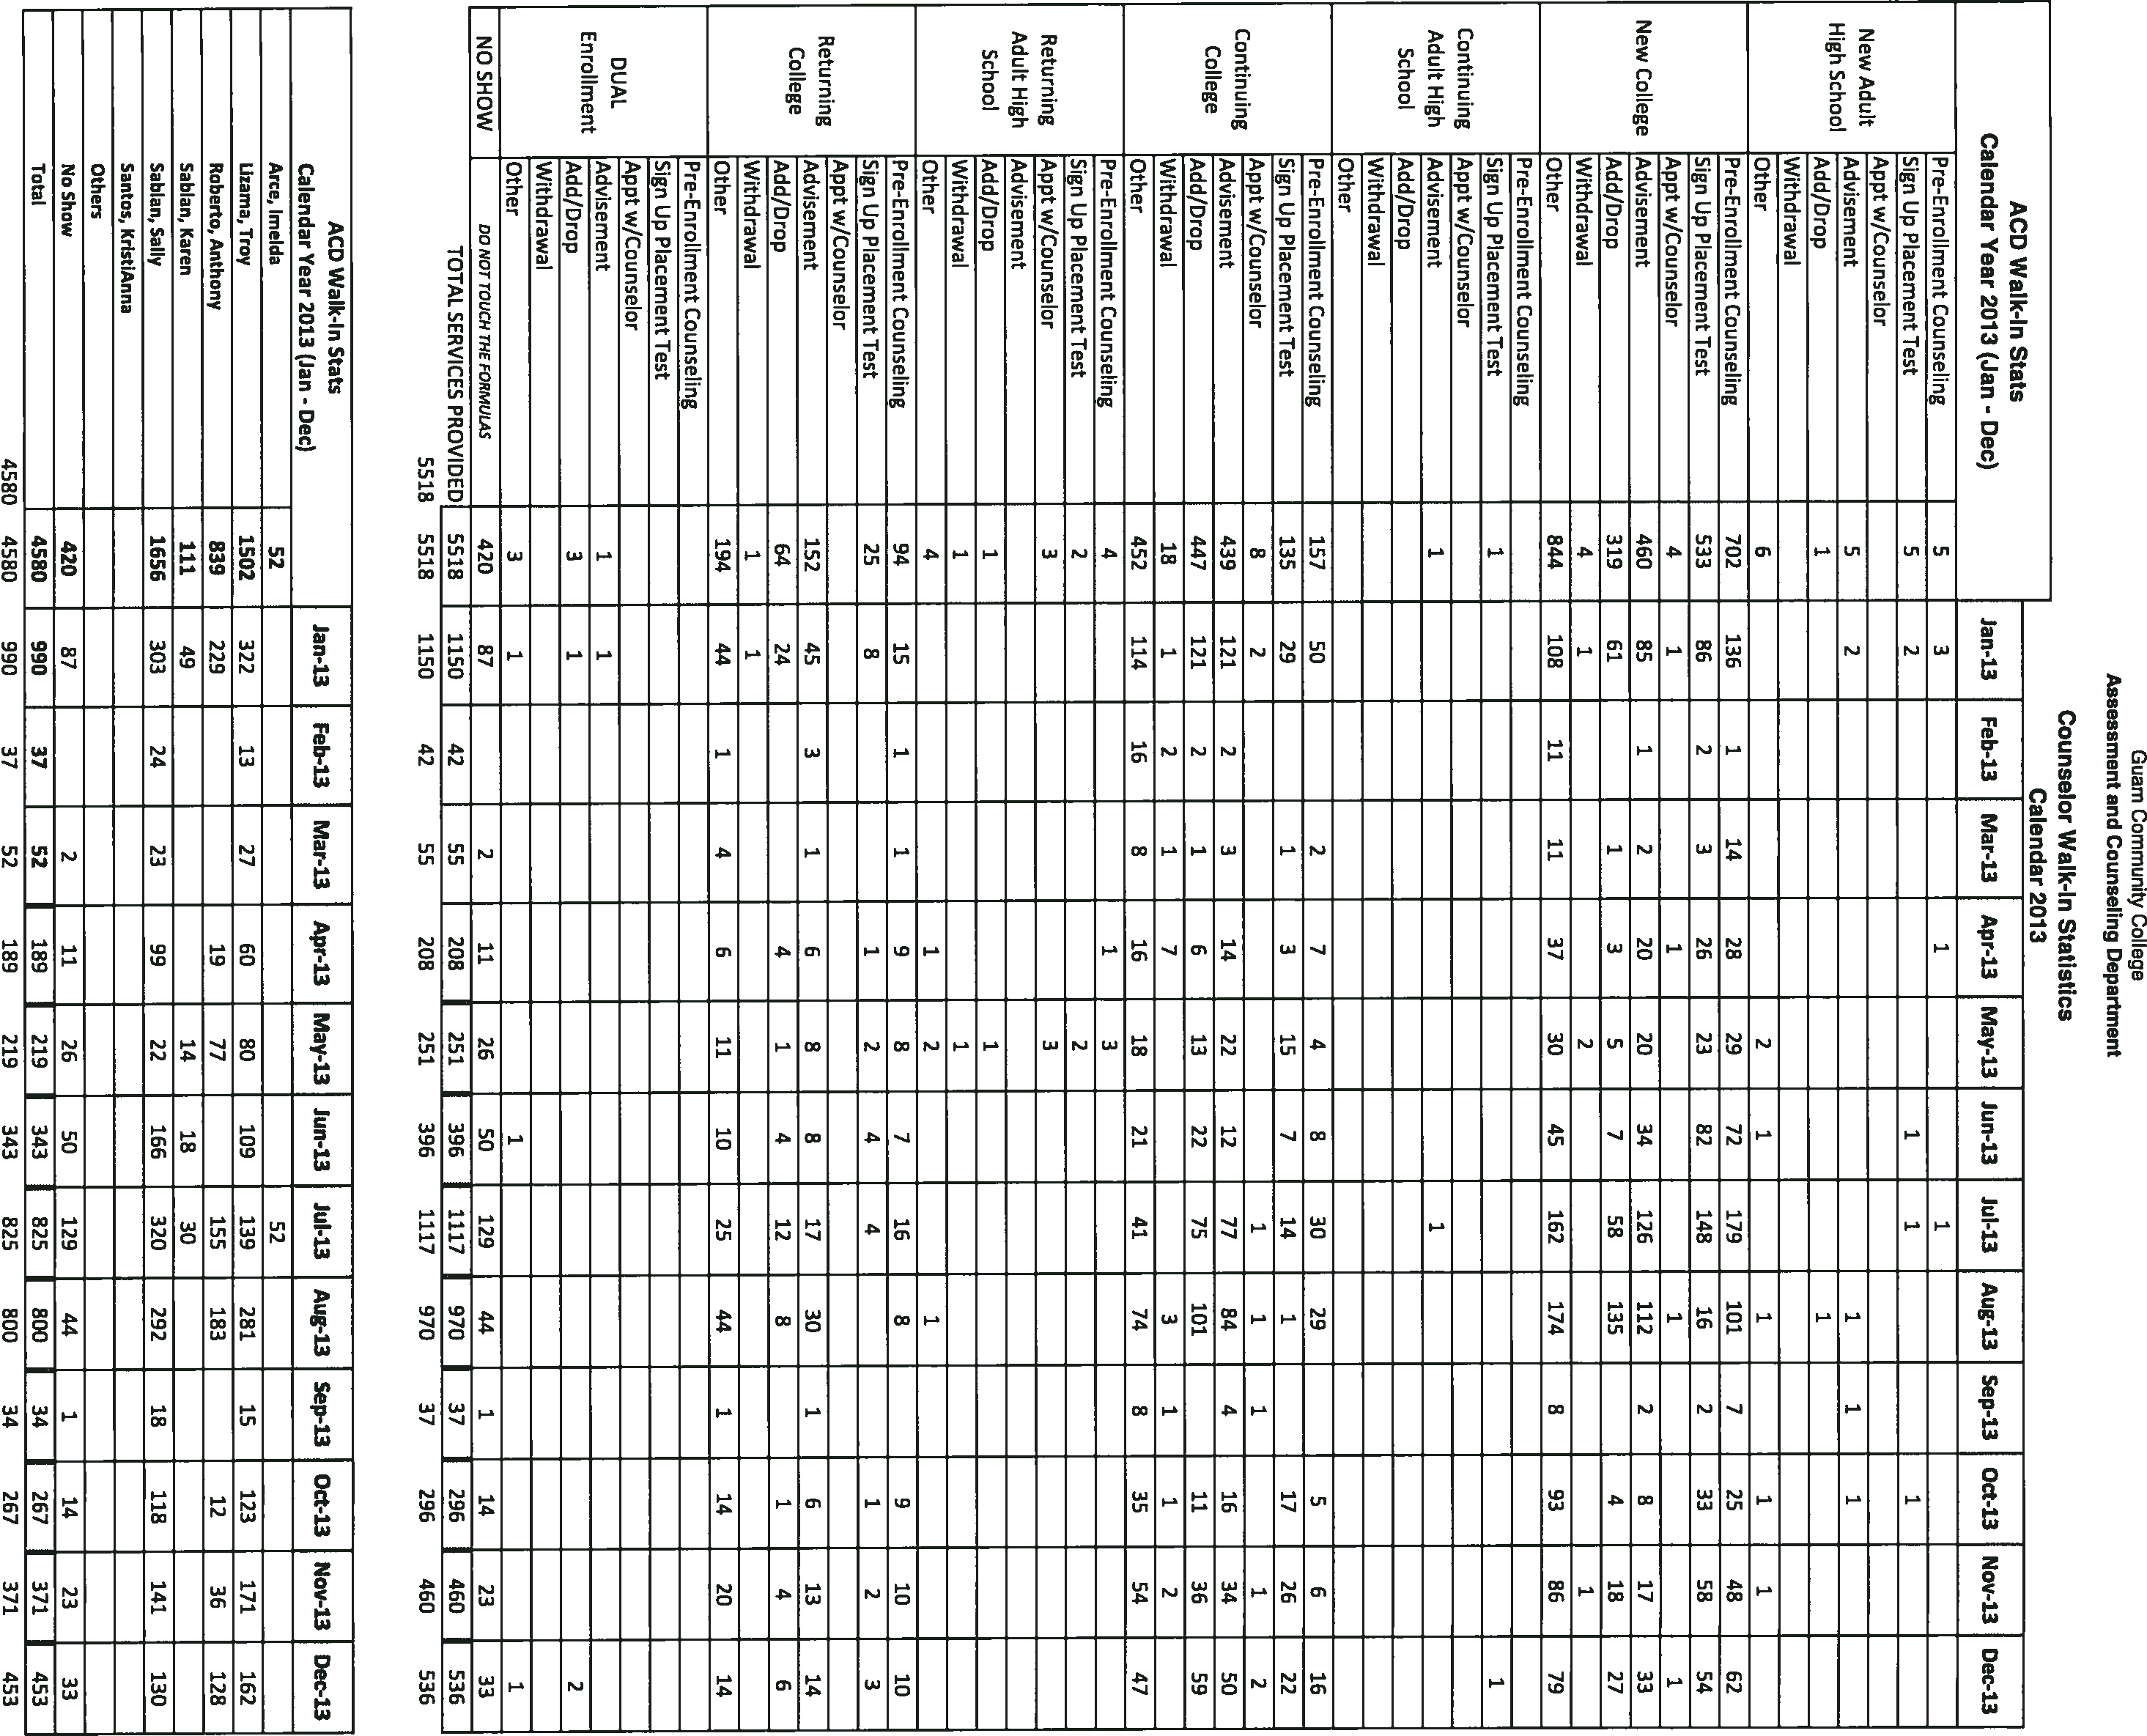 Guam Community College
Assessment and Counseling Department
Counselor Walk-In Statistics
Calendar 2013
ACD Walk-In Stats
Calendar Year 2013 (Jan - Dec) Jan-13 Feb-13 Mar-13 Apr-13 May-13 Jun-13 Jul-13 Aug-13 Sep-13 Oct-13 Nov-13 Dec-13
New Adult High School
Pre-Enrollment Counseling 5 3 1 1
Sign Up Placement Test 5 2 1 1 1
Appt w/Counselor
Advisement 5 2 1 1 1
Add/Drop 1 1
Withdrawal
Other 6 2 1 1 1 1
New College
Pre-Enrollment Counseling 702 136 1 14 28 29 72 179 101 7 25 48 62
Sign Up Placement Test 533 86 2 3 26 23 82 148 16 2 33 58 54
Appt w/Counselor 4 1 1 1 1
Advisement 460 85 1 2 20 20 34 126 112 2 8 17 33
Add/Drop 319 61 1 3 5 7 58 135 4 18 27
Withdrawal 4 1 2 1
Other 844 108 11 11 37 30 45 162 174 8 93 86 79
Continuing Adult High School
Pre-Enrollment Counseling
Sign Up Placement Test 1 1
Appt w/Counselor
Advisement 1 1
Add/Drop
Withdrawal
Other
Continuing College
Pre-Enrollment Counseling 157 50 2 7 4 8 30 29 5 6 16
Sign Up Placement Test 135 29 1 3 15 7 14 1 17 26 22
Appt w/Counselor 8 2 1 1 1 1 2
Advisement 439 121 2 3 14 22 12 77 84 4 16 34 50
Add/Drop 447 121 2 1 6 13 22 75 101 11 36 59
Withdrawal 18 1 2 1 7 3 1 1 2
Other 452 114 16 8 16 18 21 41 74 8 35 54 47
Returning Adult High School
Pre-Enrollment Counseling 4 1 3
Sign Up Placement Test 2 2
Appt w/Counselor 3 3
Advisement
Add/Drop 1 1
Withdrawal 1 1
Other 4 1 2 1
Returning College
Pre-Enrollment Counseling 94 15 1 1 9 8 7 16 8 9 10 10
Sign Up Placement Test 25 8 1 2 4 4 1 2 3
Appt w/Counselor
Advisement 152 45 3 1 6 8 8 17 30 1 6 13 14
Add/Drop 64 24 4 1 4 12 8 1 4 6
Withdrawal 1 1
Other 194 44 1 4 6 11 10 25 44 1 14 20 14
DUAL Enrollment
Pre-Enrollment Counseling
Sign Up Placement Test
Appt w/Counselor
Advisement 1 1
Add/Drop 3 1 2
Withdrawal
Other 3 1 1 1
NO SHOW DO NOT TOUCH THE FORMULAS 420 87 2 11 26 50 129 44 1 14 23 33
TOTAL SERVICES PROVIDED 5518 1150 42 55 208 251 396 1117 970 37 296 460 536
5518 5518 1150 42 55 208 251 396 1117 970 37 296 460 536
ACD Walk-In Stats
Calendar Year 2013 (Jan - Dec) Jan-13 Feb-13 Mar-13 Apr-13 May-13 Jun-13 Jul-13 Aug-13 Sep-13 Oct-13 Nov-13 Dec-13
Arce, Imelda 52 52
Lizama, Troy 1502 322 13 27 60 80 109 139 281 15 123 171 162
Roberto, Anthony 839 229 19 77 155 183 12 36 128
Sablan, Karen 111 49 14 18 30
Sablan, Sally 1656 303 24 23 99 22 166 320 292 18 118 141 130
Santos, KristiAnna
Others
No Show 420 87 2 11 26 50 129 44 1 14 23 33
Total 4580 990 37 52 189 219 343 825 800 34 267 371 453
4580 4580 990 37 52 189 219 343 825 800 34 267 371 453